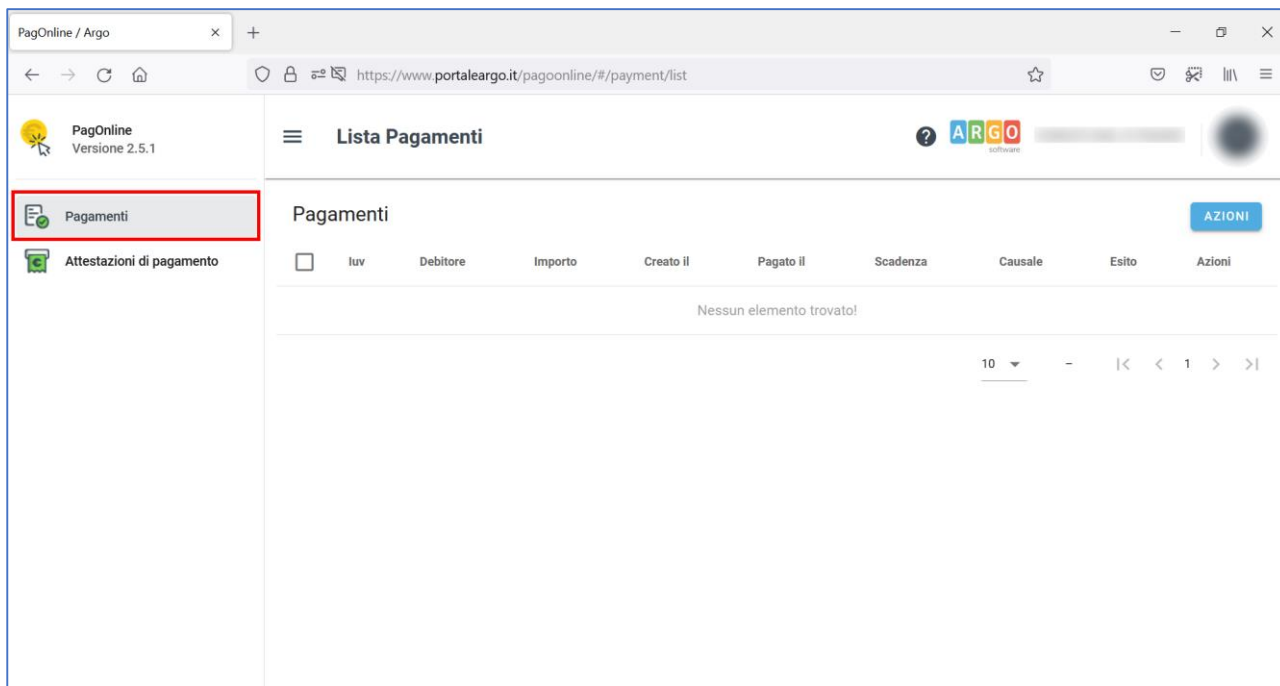 PagOnline / Argo
https://www.portaleargo.it/pagoonline/#/payment/list
PagOnline
Versione 2.5.1
Lista Pagamenti
ARGO
software
Pagamenti
Attestazioni di pagamento
Pagamenti
AZIONI
Iuv Debitore Importo Creato il Pagato il Scadenza Causale Esito Azioni
Nessun elemento trovato!
10 – 1